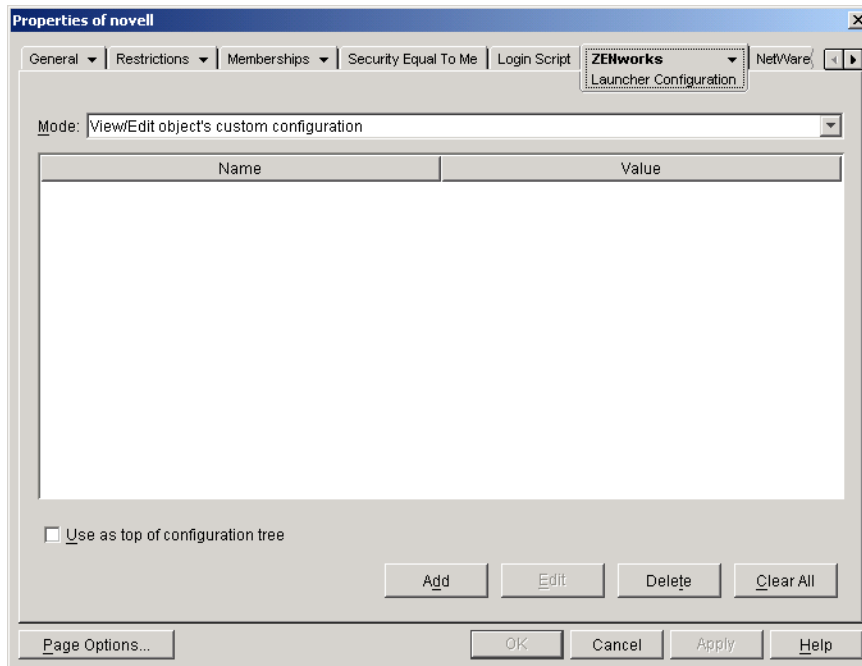 Properties of novell
General Restrictions Memberships Security Equal To Me Login Script ZENworks NetWare
Launcher Configuration
Mode: View/Edit object's custom configuration
Name Value
Use as top of configuration tree
Add Edit Delete Clear All
Page Options... OK Cancel Apply Help